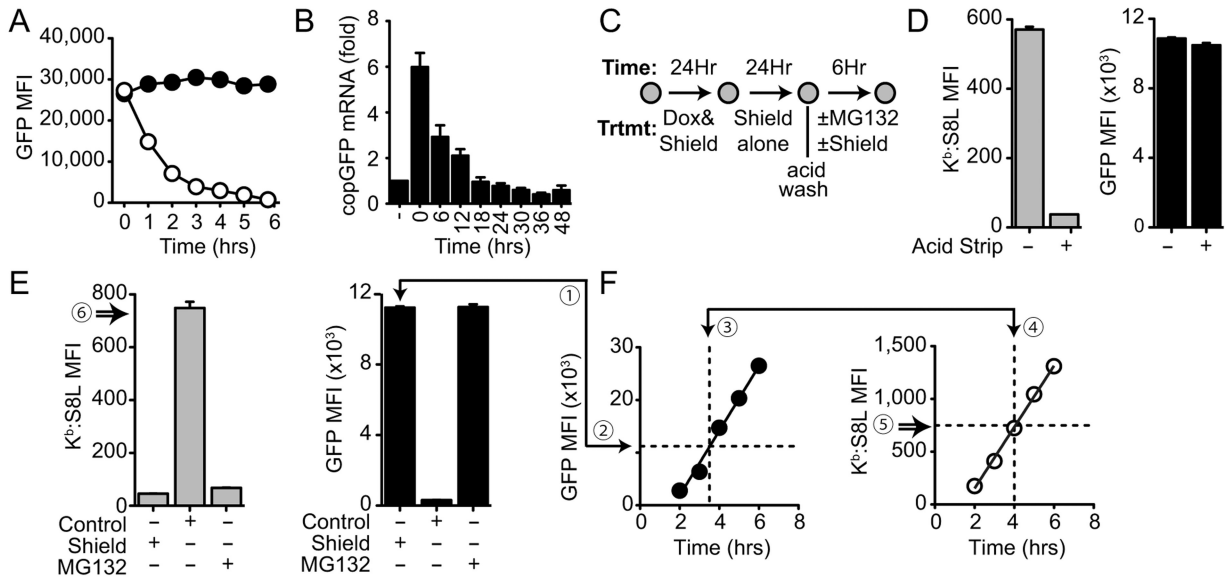 A
GFP MFI
40,000
30,000
20,000
10,000
0
0 1 2 3 4 5 6
Time (hrs)
B
copGFP mRNA (fold)
8
6
4
2
0
- 0 6 12 18 24 30 36 48
Time (hrs)
C
Time: 24Hr 24Hr 6Hr
Trtmt: Dox& Shield
Shield alone
±MG132 ±Shield
acid wash
D
Kᵇ:S8L MFI
600
400
200
0
Acid Strip − +
GFP MFI (x10³)
12
8
4
0
− +
E
⑥
Kᵇ:S8L MFI
800
600
400
200
0
Control − + −
Shield + − −
MG132 − − +
GFP MFI (x10³)
12
8
4
0
Control − + −
Shield + − −
MG132 − − +
①
②
F
③
④
GFP MFI (x10³)
30
20
10
0
0 2 4 6 8
Time (hrs)
⑤
Kᵇ:S8L MFI
1,500
1,000
500
0
0 2 4 6 8
Time (hrs)